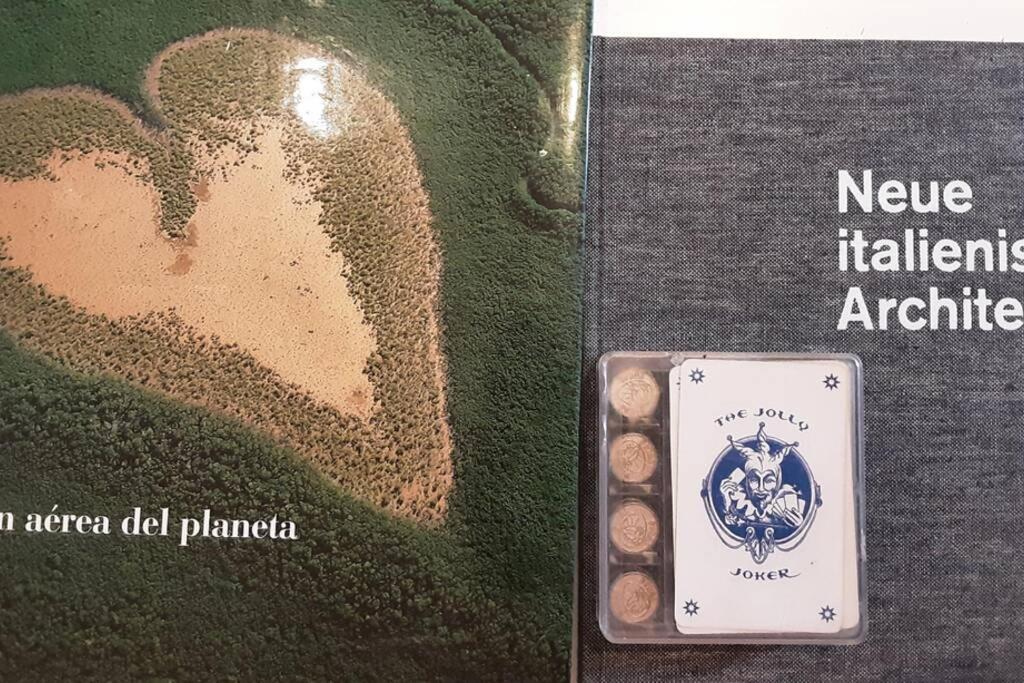 n aérea del planeta
Neue
italienis
Archite
THE JOLLY
JOKER